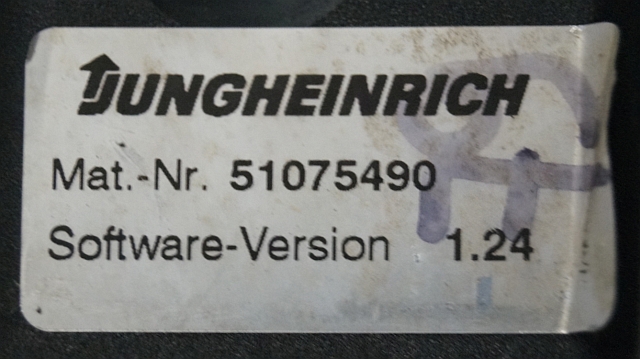 JUNGHEINRICH
Mat.-Nr. 51075490
Software-Version 1.24